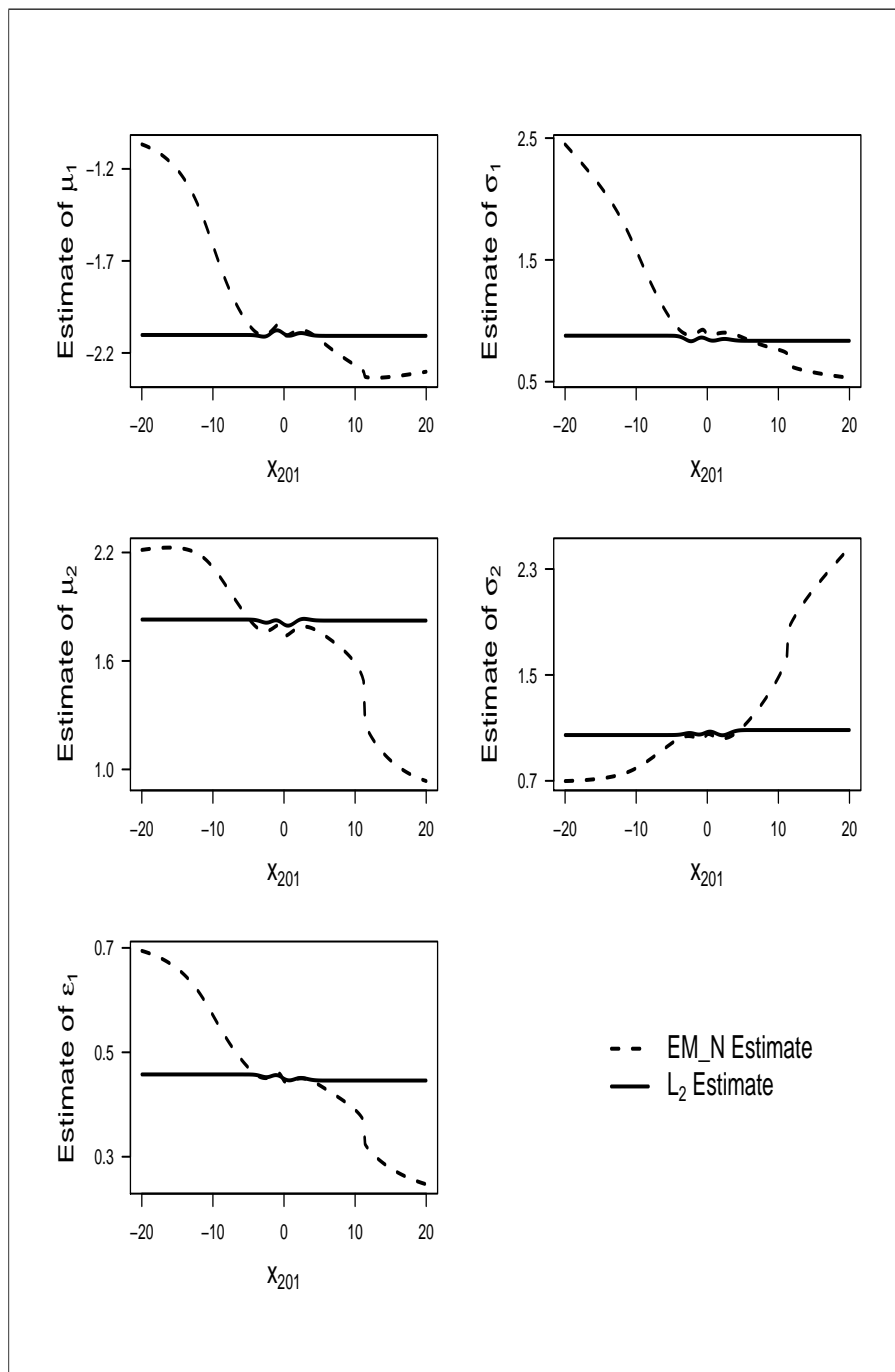 Estimate of μ₁
−1.2
−1.7
−2.2
−20 −10 0 10 20
x₂₀₁
Estimate of σ₁
2.5
1.5
0.5
−20 −10 0 10 20
x₂₀₁
Estimate of μ₂
2.2
1.6
1.0
−20 −10 0 10 20
x₂₀₁
Estimate of σ₂
2.3
1.5
0.7
−20 −10 0 10 20
x₂₀₁
Estimate of ε₁
0.7
0.5
0.3
−20 −10 0 10 20
x₂₀₁
EM_N Estimate
L₂ Estimate